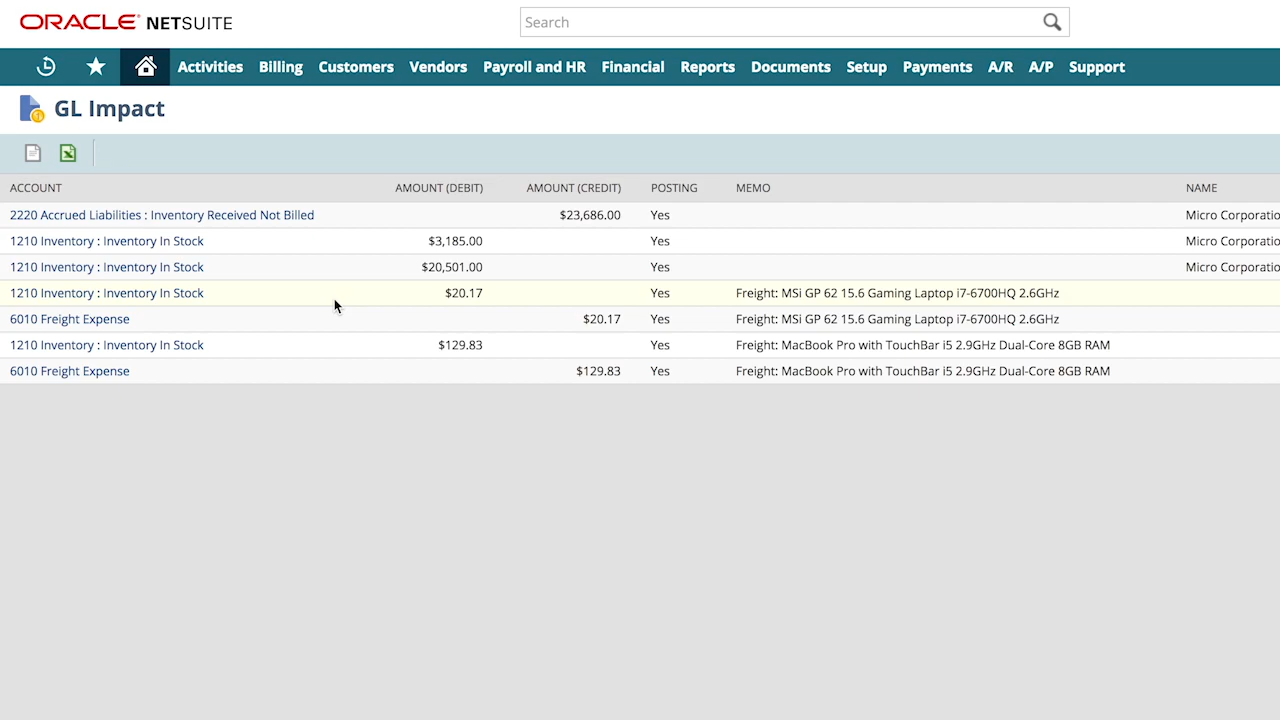 ORACLE NETSUITE
Search
Activities Billing Customers Vendors Payroll and HR Financial Reports Documents Setup Payments A/R A/P Support
GL Impact
ACCOUNT AMOUNT (DEBIT) AMOUNT (CREDIT) POSTING MEMO NAME
2220 Accrued Liabilities : Inventory Received Not Billed $23,686.00 Yes Micro Corporatio
1210 Inventory : Inventory In Stock $3,185.00 Yes Micro Corporatio
1210 Inventory : Inventory In Stock $20,501.00 Yes Micro Corporatio
1210 Inventory : Inventory In Stock $20.17 Yes Freight: MSi GP 62 15.6 Gaming Laptop i7-6700HQ 2.6GHz
6010 Freight Expense $20.17 Yes Freight: MSi GP 62 15.6 Gaming Laptop i7-6700HQ 2.6GHz
1210 Inventory : Inventory In Stock $129.83 Yes Freight: MacBook Pro with TouchBar i5 2.9GHz Dual-Core 8GB RAM
6010 Freight Expense $129.83 Yes Freight: MacBook Pro with TouchBar i5 2.9GHz Dual-Core 8GB RAM